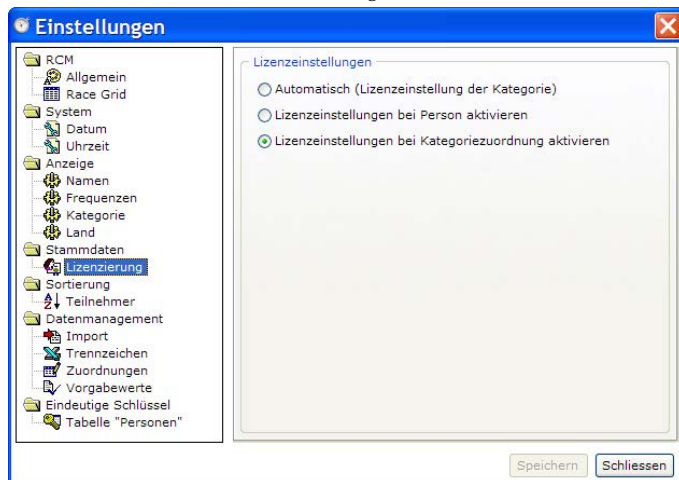 Einstellungen
RCM
Allgemein
Race Grid
System
Datum
Uhrzeit
Anzeige
Namen
Frequenzen
Kategorie
Land
Stammdaten
Lizenzierung
Sortierung
Teilnehmer
Datenmanagement
Import
Trennzeichen
Zuordnungen
Vorgabewerte
Eindeutige Schlüssel
Tabelle "Personen"
Lizenzeinstellungen
Automatisch (Lizenzeinstellung der Kategorie)
Lizenzeinstellungen bei Person aktivieren
Lizenzeinstellungen bei Kategoriezuordnung aktivieren
Speichern
Schliessen